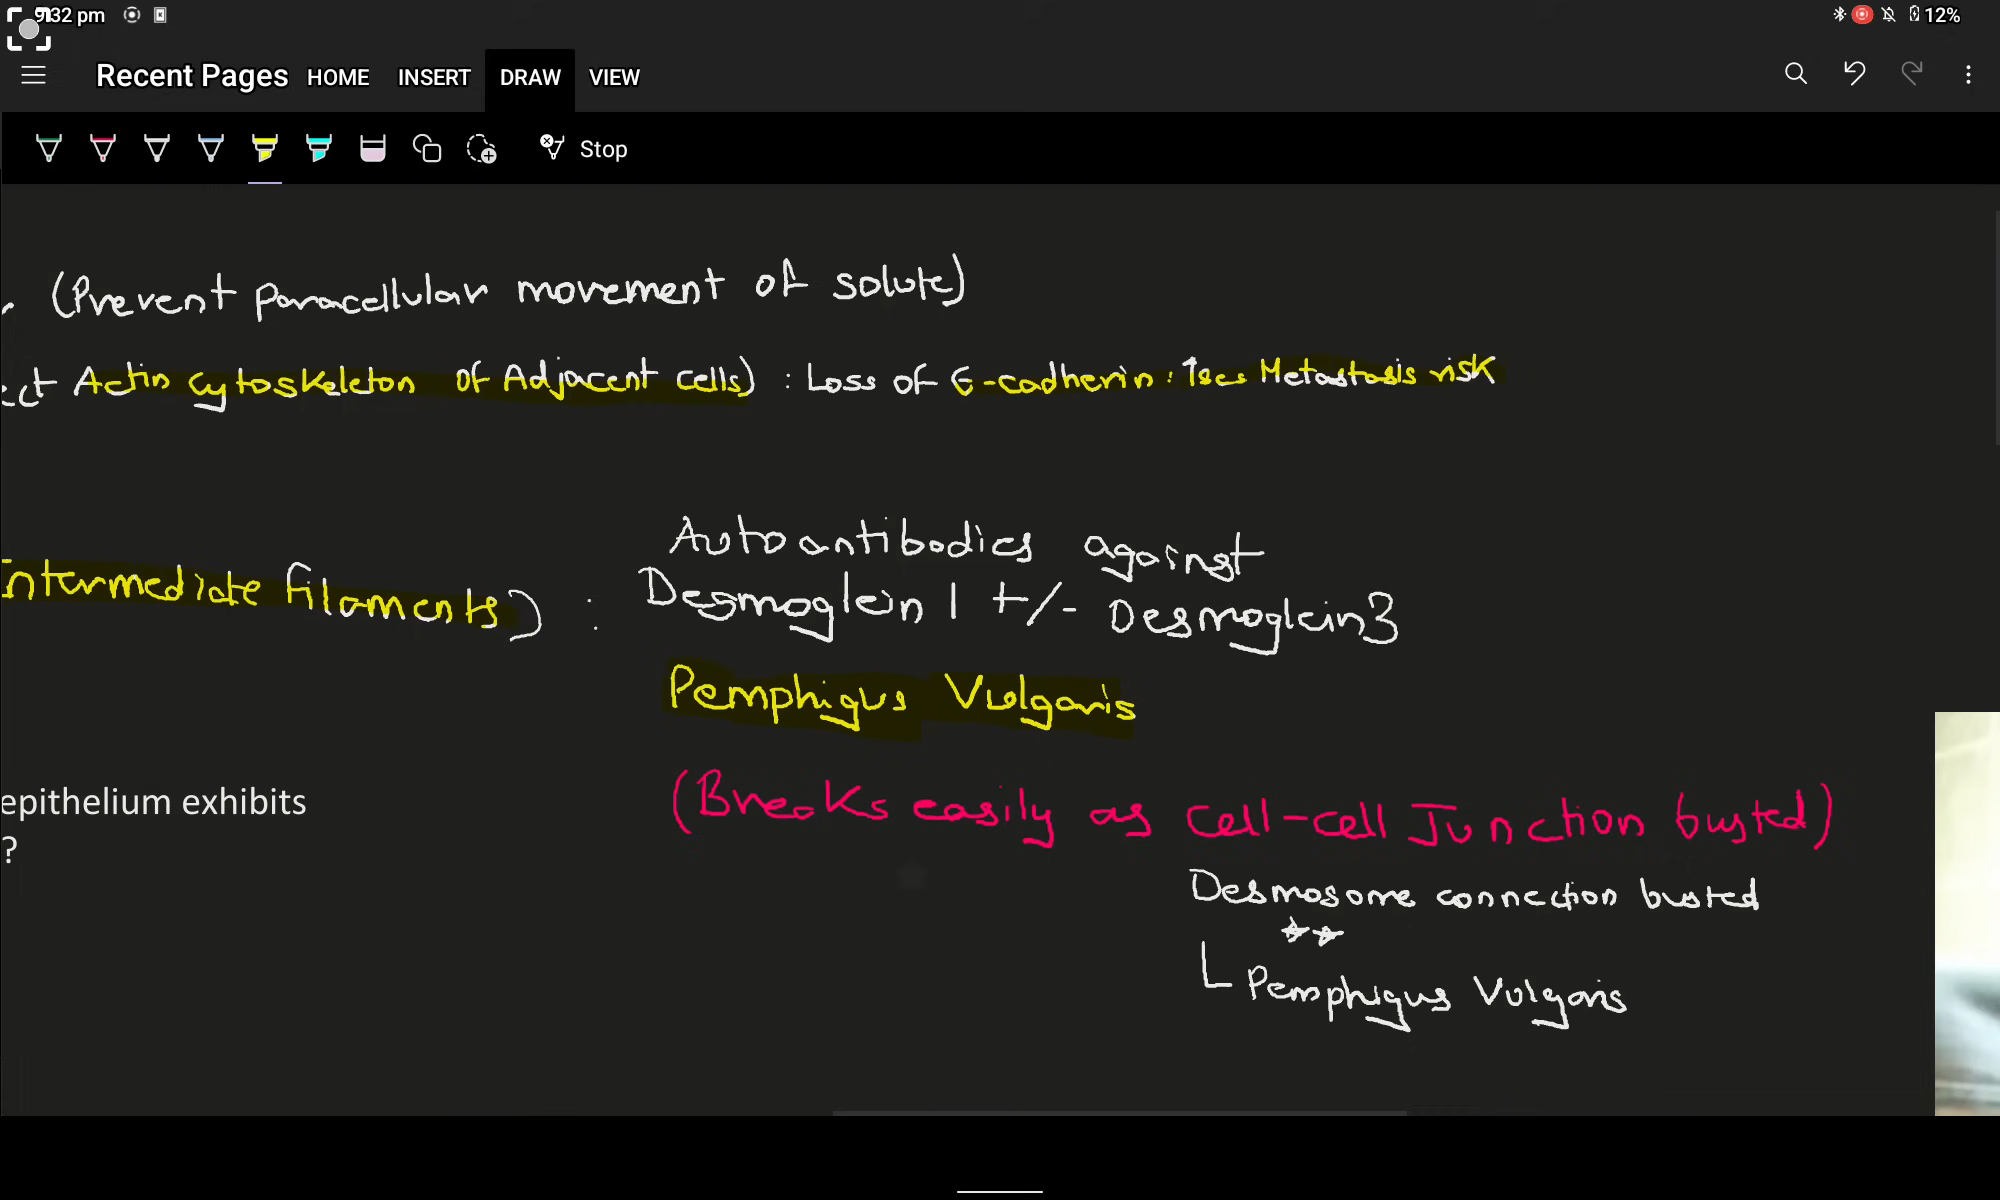 9:32 pm 12%
Recent Pages HOME INSERT DRAW VIEW
Stop
(Prevent paracellular movement of solute)
ect Actin cytoskeleton of Adjacent cells) : Loss of E-cadherin : ↑ses Metastasis risk
Autoantibodies against
Intermediate filaments) : Desmoglein 1 +/- Desmoglein3
Pemphigus Vulgaris
(Breaks easily as cell-cell Junction busted)
epithelium exhibits
?
Desmosome connection busted
Pemphigus Vulgaris